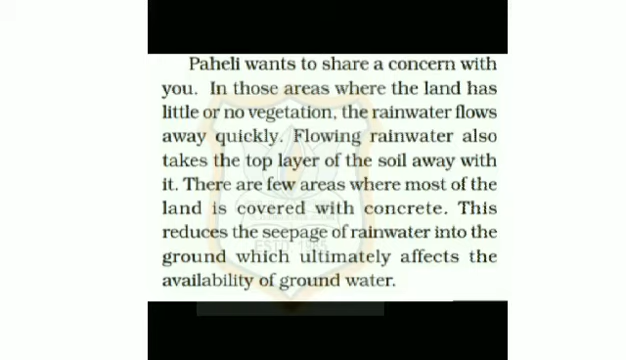 Paheli wants to share a concern with
you. In those areas where the land has
little or no vegetation, the rainwater flows
away quickly. Flowing rainwater also
takes the top layer of the soil away with
it. There are few areas where most of the
land is covered with concrete. This
reduces the seepage of rainwater into the
ground which ultimately affects the
availability of ground water.
ESTD 1965